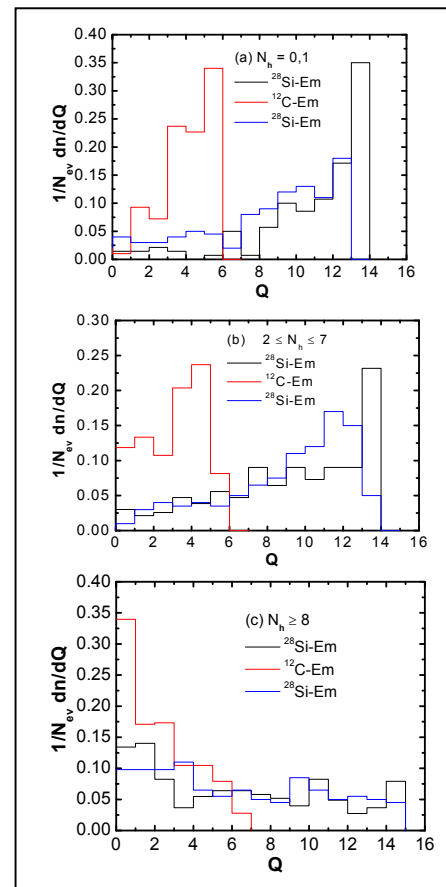 (a) N_h = 0,1
²⁸Si-Em
¹²C-Em
²⁸Si-Em
1/N_ev dn/dQ
0.40
0.35
0.30
0.25
0.20
0.15
0.10
0.05
0.00
0 2 4 6 8 10 12 14 16
Q
(b) 2 ≤ N_h ≤ 7
²⁸Si-Em
¹²C-Em
²⁸Si-Em
1/N_ev dn/dQ
0.30
0.25
0.20
0.15
0.10
0.05
0.00
0 2 4 6 8 10 12 14 16
Q
(c) N_h ≥ 8
²⁸Si-Em
¹²C-Em
²⁸Si-Em
1/N_ev dn/dQ
0.40
0.35
0.30
0.25
0.20
0.15
0.10
0.05
0.00
0 2 4 6 8 10 12 14 16
Q